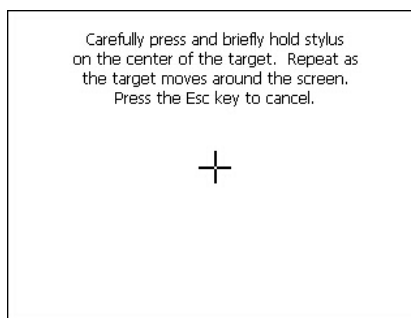 Carefully press and briefly hold stylus
on the center of the target.  Repeat as
the target moves around the screen.
Press the Esc key to cancel.